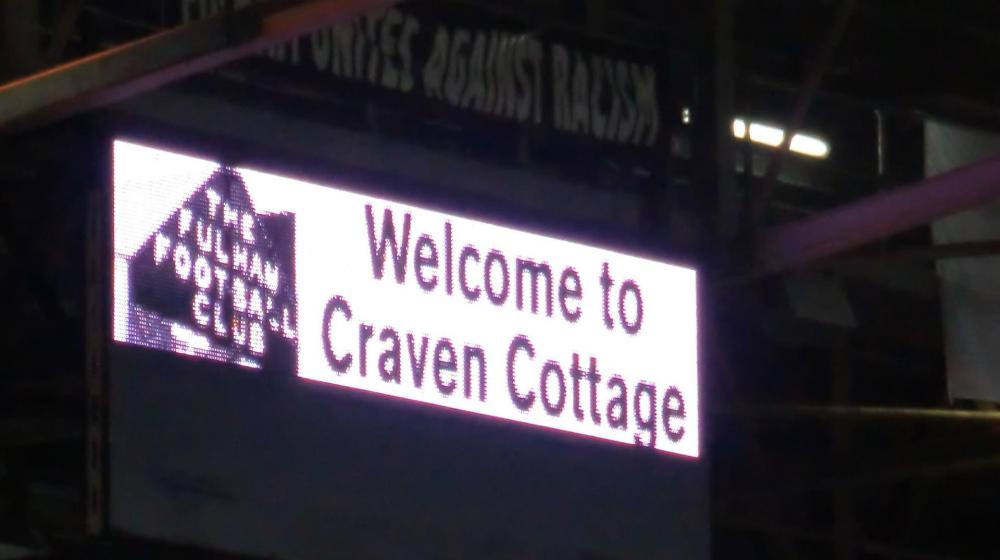 UNITES AGAINST RACISM
THE
FULHAM
FOOTBALL
CLUB
Welcome to
Craven Cottage